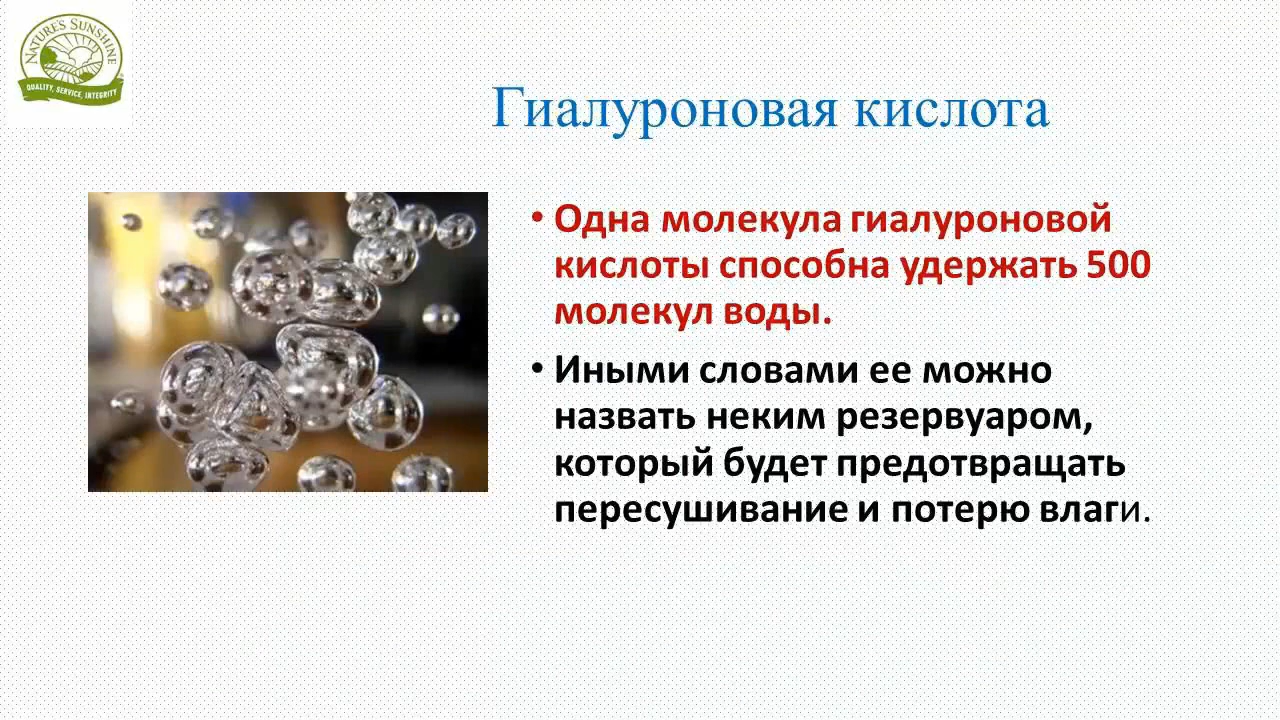 NATURE'S SUNSHINE
QUALITY, SERVICE, INTEGRITY
Гиалуроновая кислота
• Одна молекула гиалуроновой
кислоты способна удержать 500
молекул воды.
• Иными словами ее можно
назвать неким резервуаром,
который будет предотвращать
пересушивание и потерю влаги.